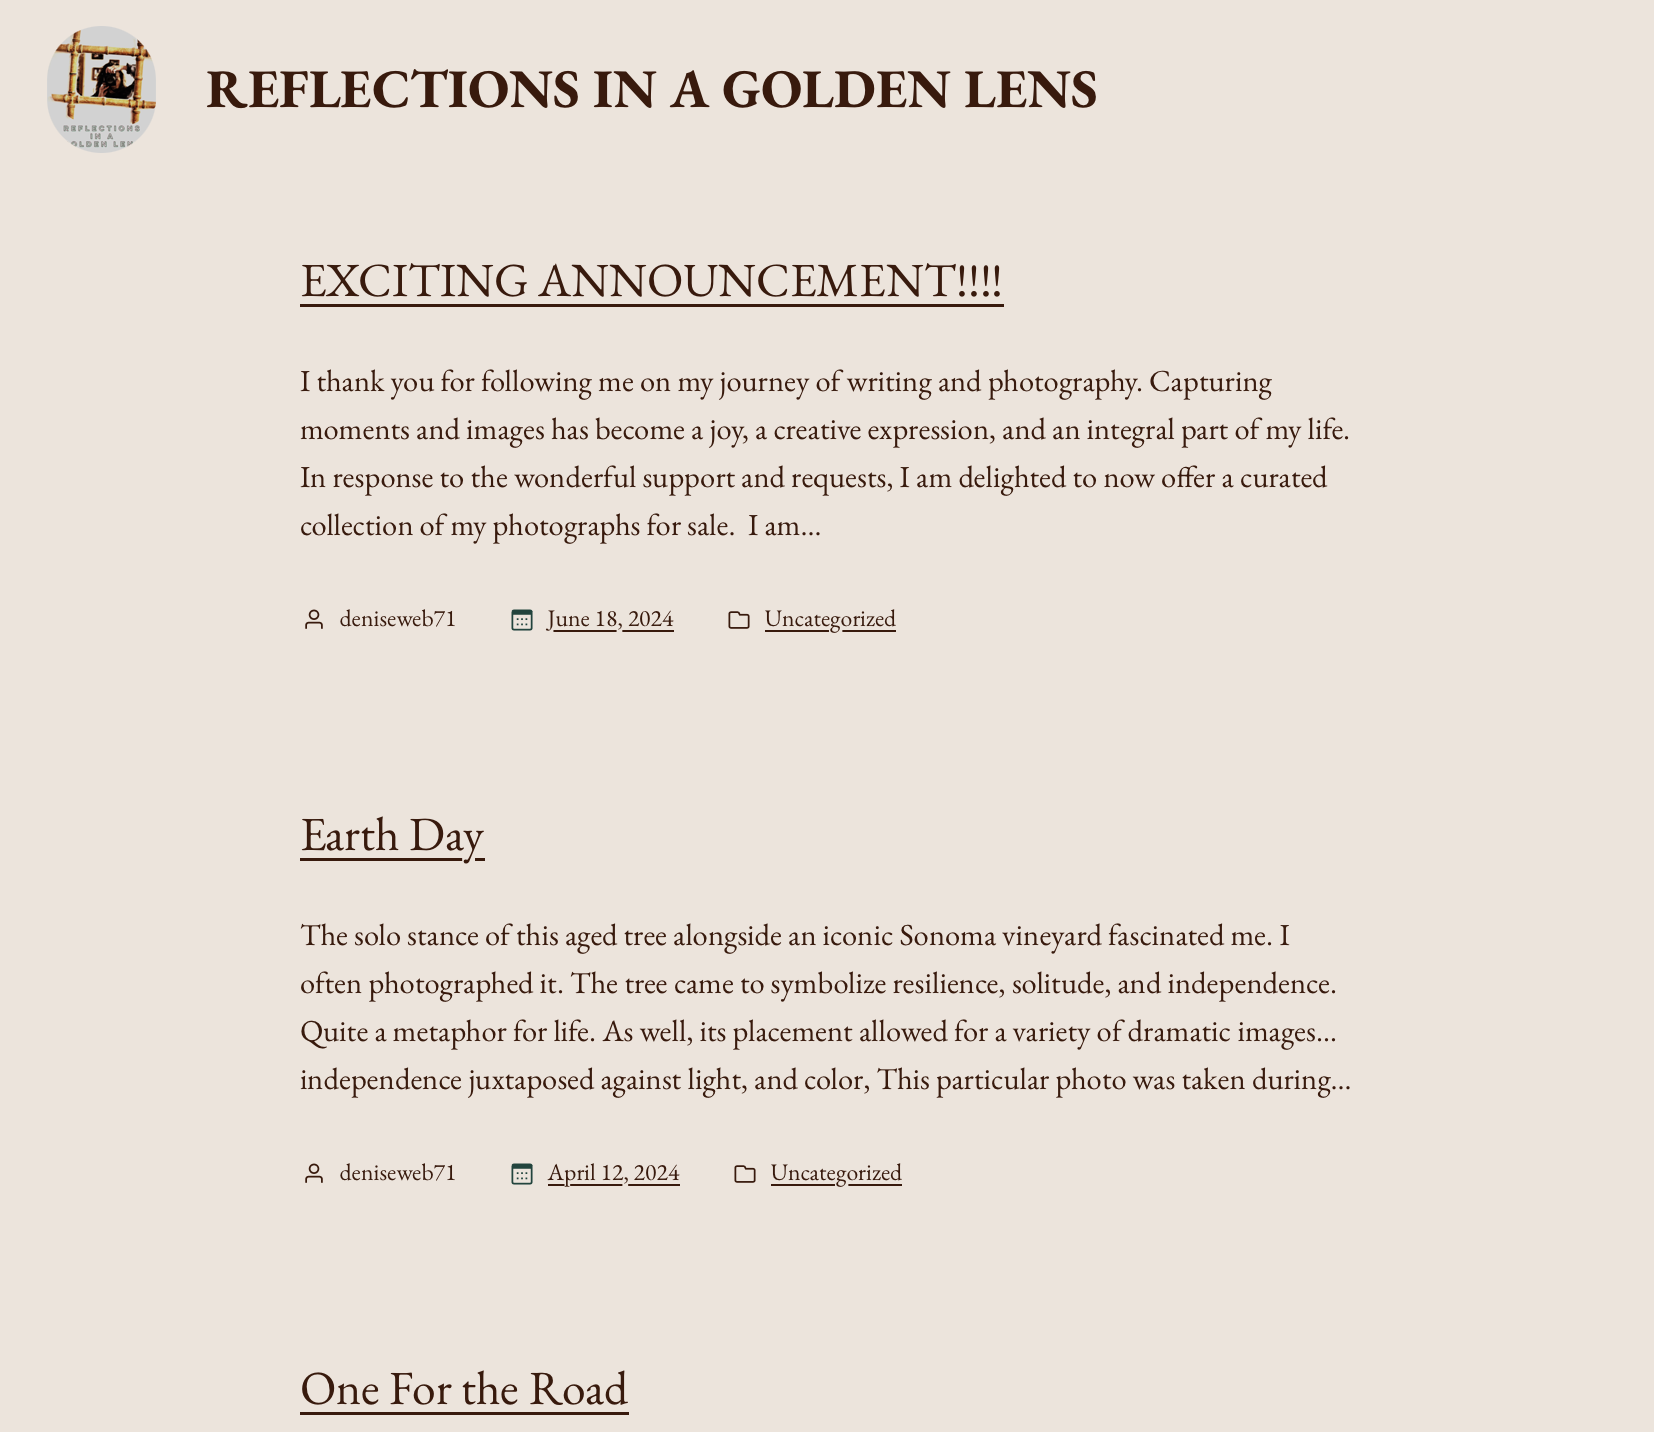 REFLECTIONS
IN A
OLDEN LEN
REFLECTIONS IN A GOLDEN LENS
EXCITING ANNOUNCEMENT!!!!
I thank you for following me on my journey of writing and photography. Capturing
moments and images has become a joy, a creative expression, and an integral part of my life.
In response to the wonderful support and requests, I am delighted to now offer a curated
collection of my photographs for sale.  I am…
deniseweb71 June 18, 2024 Uncategorized
Earth Day
The solo stance of this aged tree alongside an iconic Sonoma vineyard fascinated me. I
often photographed it. The tree came to symbolize resilience, solitude, and independence.
Quite a metaphor for life. As well, its placement allowed for a variety of dramatic images…
independence juxtaposed against light, and color, This particular photo was taken during…
deniseweb71 April 12, 2024 Uncategorized
One For the Road